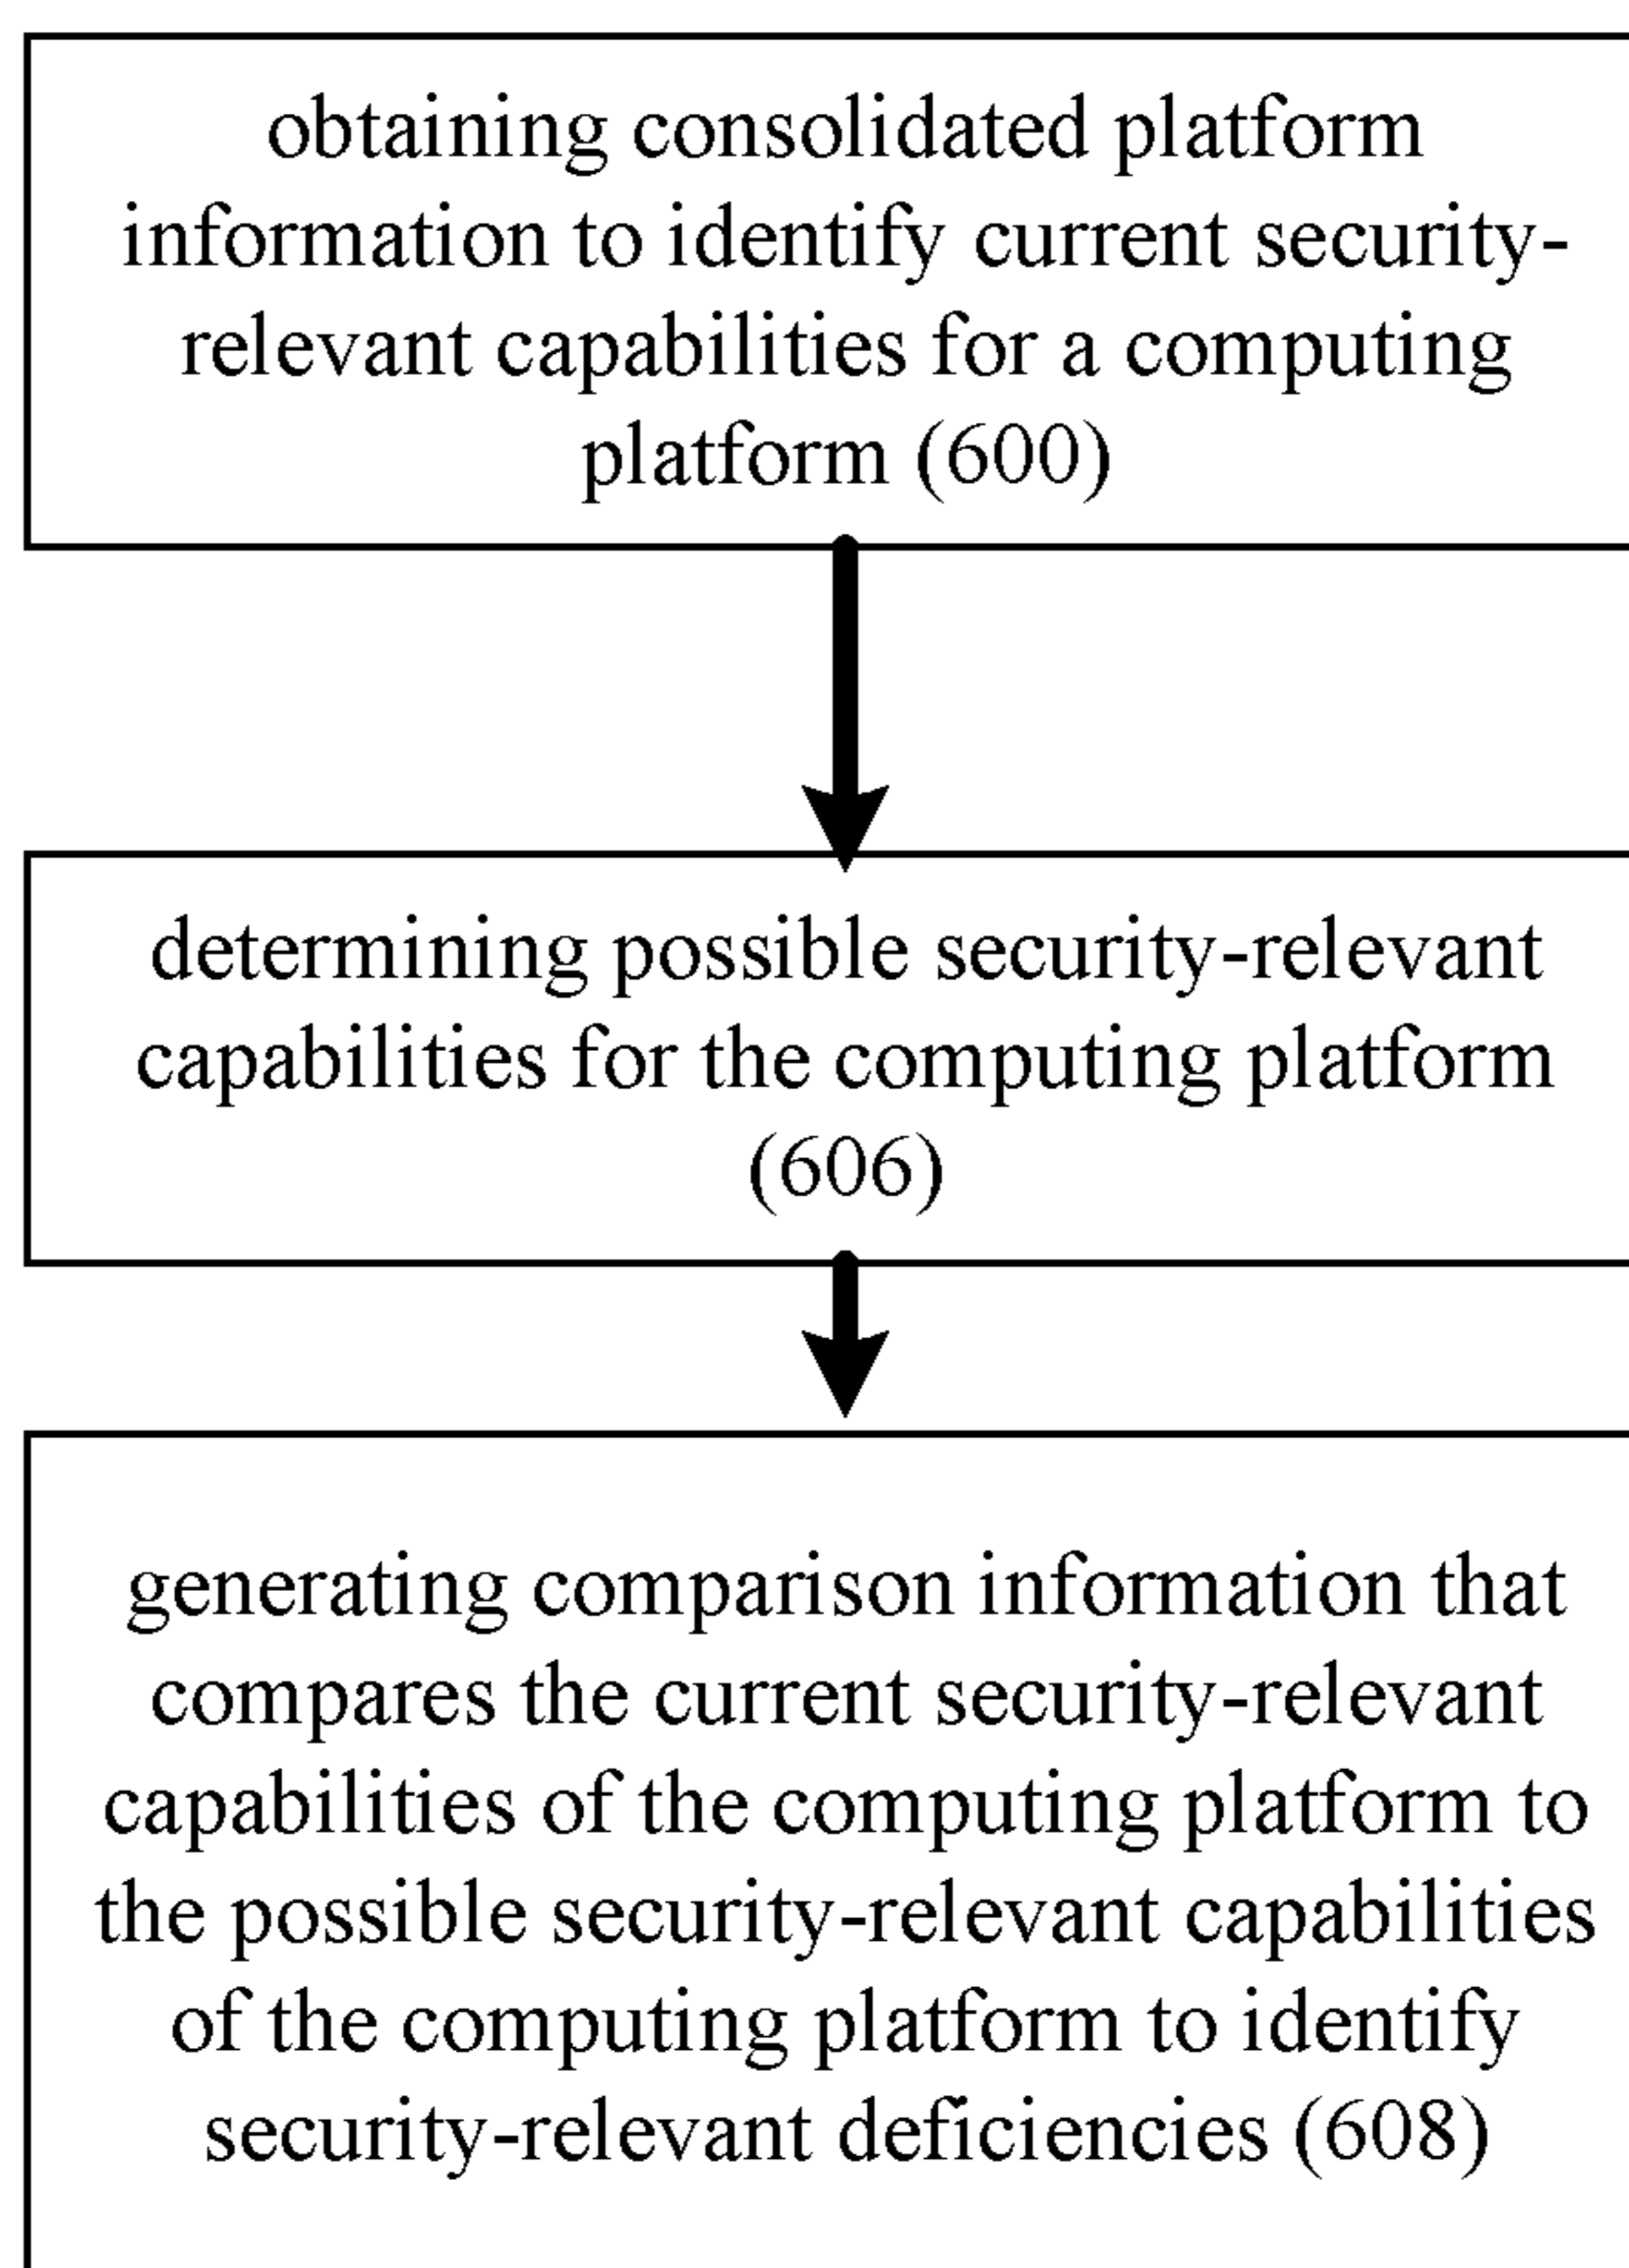 obtaining consolidated platform
information to identify current security-
relevant capabilities for a computing
platform (600)
determining possible security-relevant
capabilities for the computing platform
(606)
generating comparison information that
compares the current security-relevant
capabilities of the computing platform to
the possible security-relevant capabilities
of the computing platform to identify
security-relevant deficiencies (608)